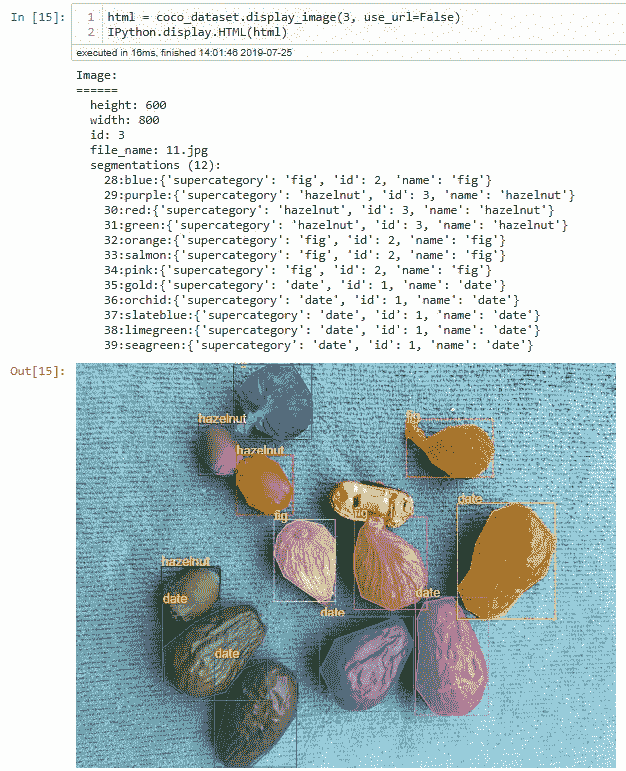 In [15]:
1 html = coco_dataset.display_image(3, use_url=False)
2 IPython.display.HTML(html)
executed in 16ms, finished 14:01:46 2019-07-25
Image:
======
height: 600
width: 800
id: 3
file_name: 11.jpg
segmentations (12):
28:blue:{'supercategory': 'fig', 'id': 2, 'name': 'fig'}
29:purple:{'supercategory': 'hazelnut', 'id': 3, 'name': 'hazelnut'}
30:red:{'supercategory': 'hazelnut', 'id': 3, 'name': 'hazelnut'}
31:green:{'supercategory': 'hazelnut', 'id': 3, 'name': 'hazelnut'}
32:orange:{'supercategory': 'fig', 'id': 2, 'name': 'fig'}
33:salmon:{'supercategory': 'fig', 'id': 2, 'name': 'fig'}
34:pink:{'supercategory': 'fig', 'id': 2, 'name': 'fig'}
35:gold:{'supercategory': 'date', 'id': 1, 'name': 'date'}
36:orchid:{'supercategory': 'date', 'id': 1, 'name': 'date'}
37:slateblue:{'supercategory': 'date', 'id': 1, 'name': 'date'}
38:limegreen:{'supercategory': 'date', 'id': 1, 'name': 'date'}
39:seagreen:{'supercategory': 'date', 'id': 1, 'name': 'date'}
Out[15]:
hazelnut
fig
hazelnut
date
fig
fig
hazelnut
date
date
date
date